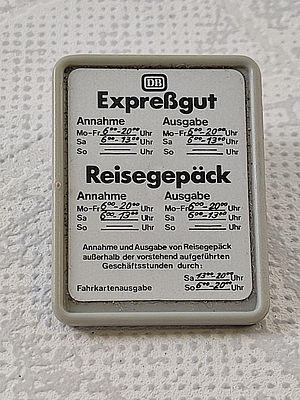 DB
Expreßgut
Annahme Ausgabe
Mo-Fr 6⁰⁰-20⁰⁰ Uhr Mo-Fr 6⁰⁰-20⁰⁰ Uhr
Sa 6⁰⁰-13⁰⁰ Uhr Sa 6⁰⁰-13⁰⁰ Uhr
So Uhr So Uhr
Reisegepäck
Annahme Ausgabe
Mo-Fr 6⁰⁰-20⁰⁰ Uhr Mo-Fr 6⁰⁰-20⁰⁰ Uhr
Sa 6⁰⁰-13⁰⁰ Uhr Sa 6⁰⁰-13⁰⁰ Uhr
So Uhr So Uhr
Annahme und Ausgabe von Reisegepäck
außerhalb der vorstehend aufgeführten
Geschäftsstunden durch:
Sa 13-20⁰⁰ Uhr
Fahrkartenausgabe So 6⁰⁰-20⁰⁰ Uhr